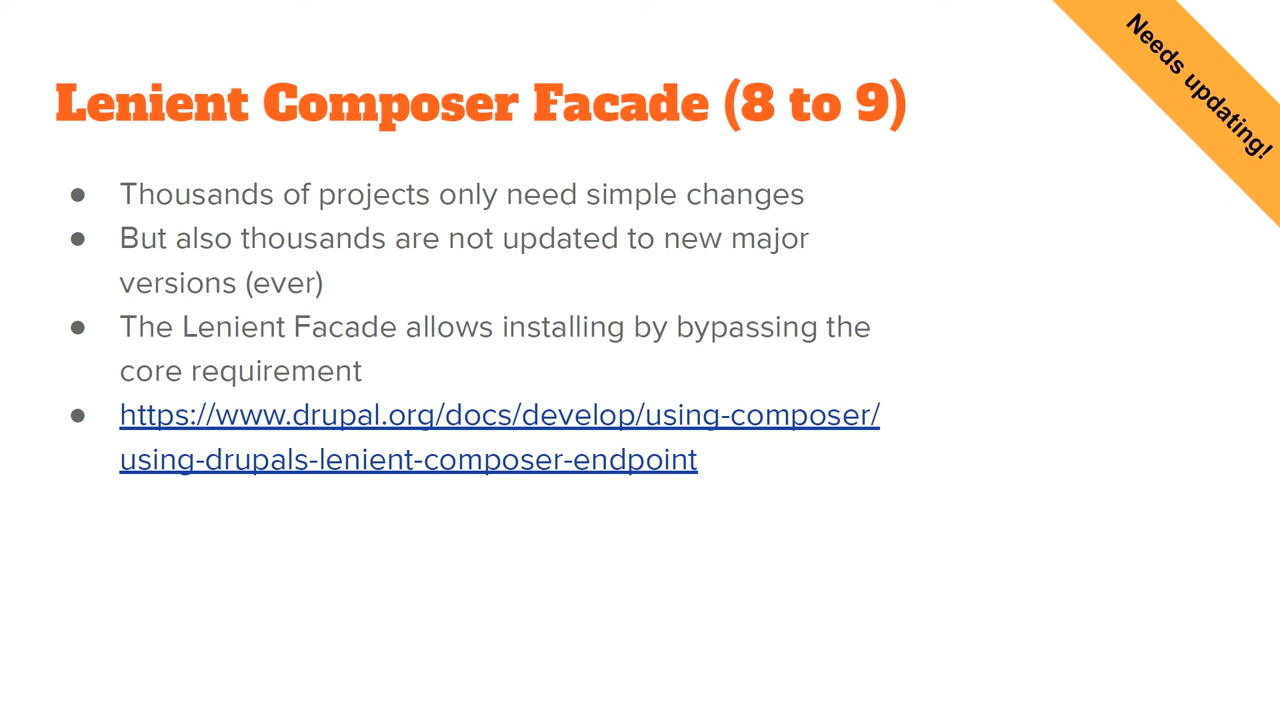 Needs updating!
Lenient Composer Facade (8 to 9)
● Thousands of projects only need simple changes
● But also thousands are not updated to new major
versions (ever)
● The Lenient Facade allows installing by bypassing the
core requirement
● https://www.drupal.org/docs/develop/using-composer/
using-drupals-lenient-composer-endpoint